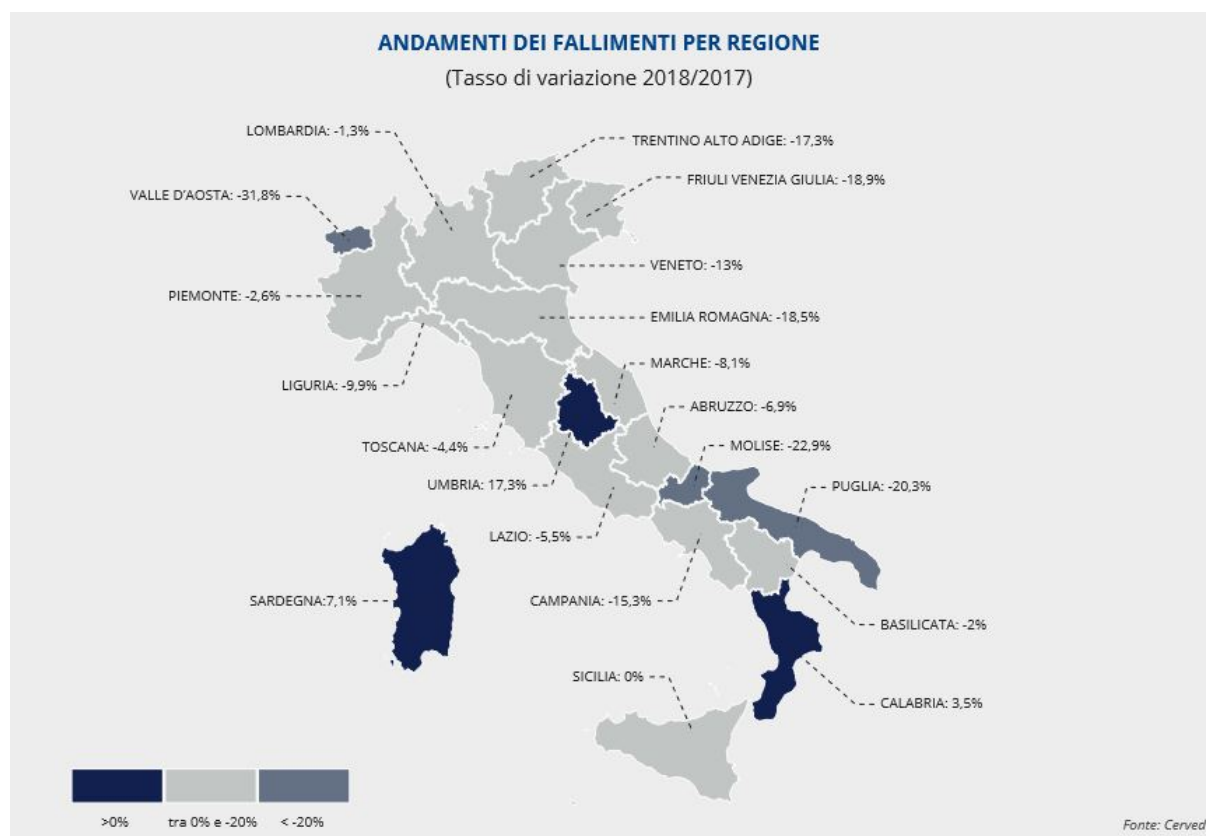 ANDAMENTI DEI FALLIMENTI PER REGIONE
(Tasso di variazione 2018/2017)
LOMBARDIA: -1,3%
TRENTINO ALTO ADIGE: -17,3%
FRIULI VENEZIA GIULIA: -18,9%
VALLE D'AOSTA: -31,8%
VENETO: -13%
PIEMONTE: -2,6%
EMILIA ROMAGNA: -18,5%
MARCHE: -8,1%
LIGURIA: -9,9%
ABRUZZO: -6,9%
TOSCANA: -4,4%
MOLISE: -22,9%
UMBRIA: 17,3%
PUGLIA: -20,3%
LAZIO: -5,5%
SARDEGNA:7,1%
CAMPANIA: -15,3%
BASILICATA: -2%
SICILIA: 0%
CALABRIA: 3,5%
>0%
tra 0% e -20%
< -20%
Fonte: Cerved